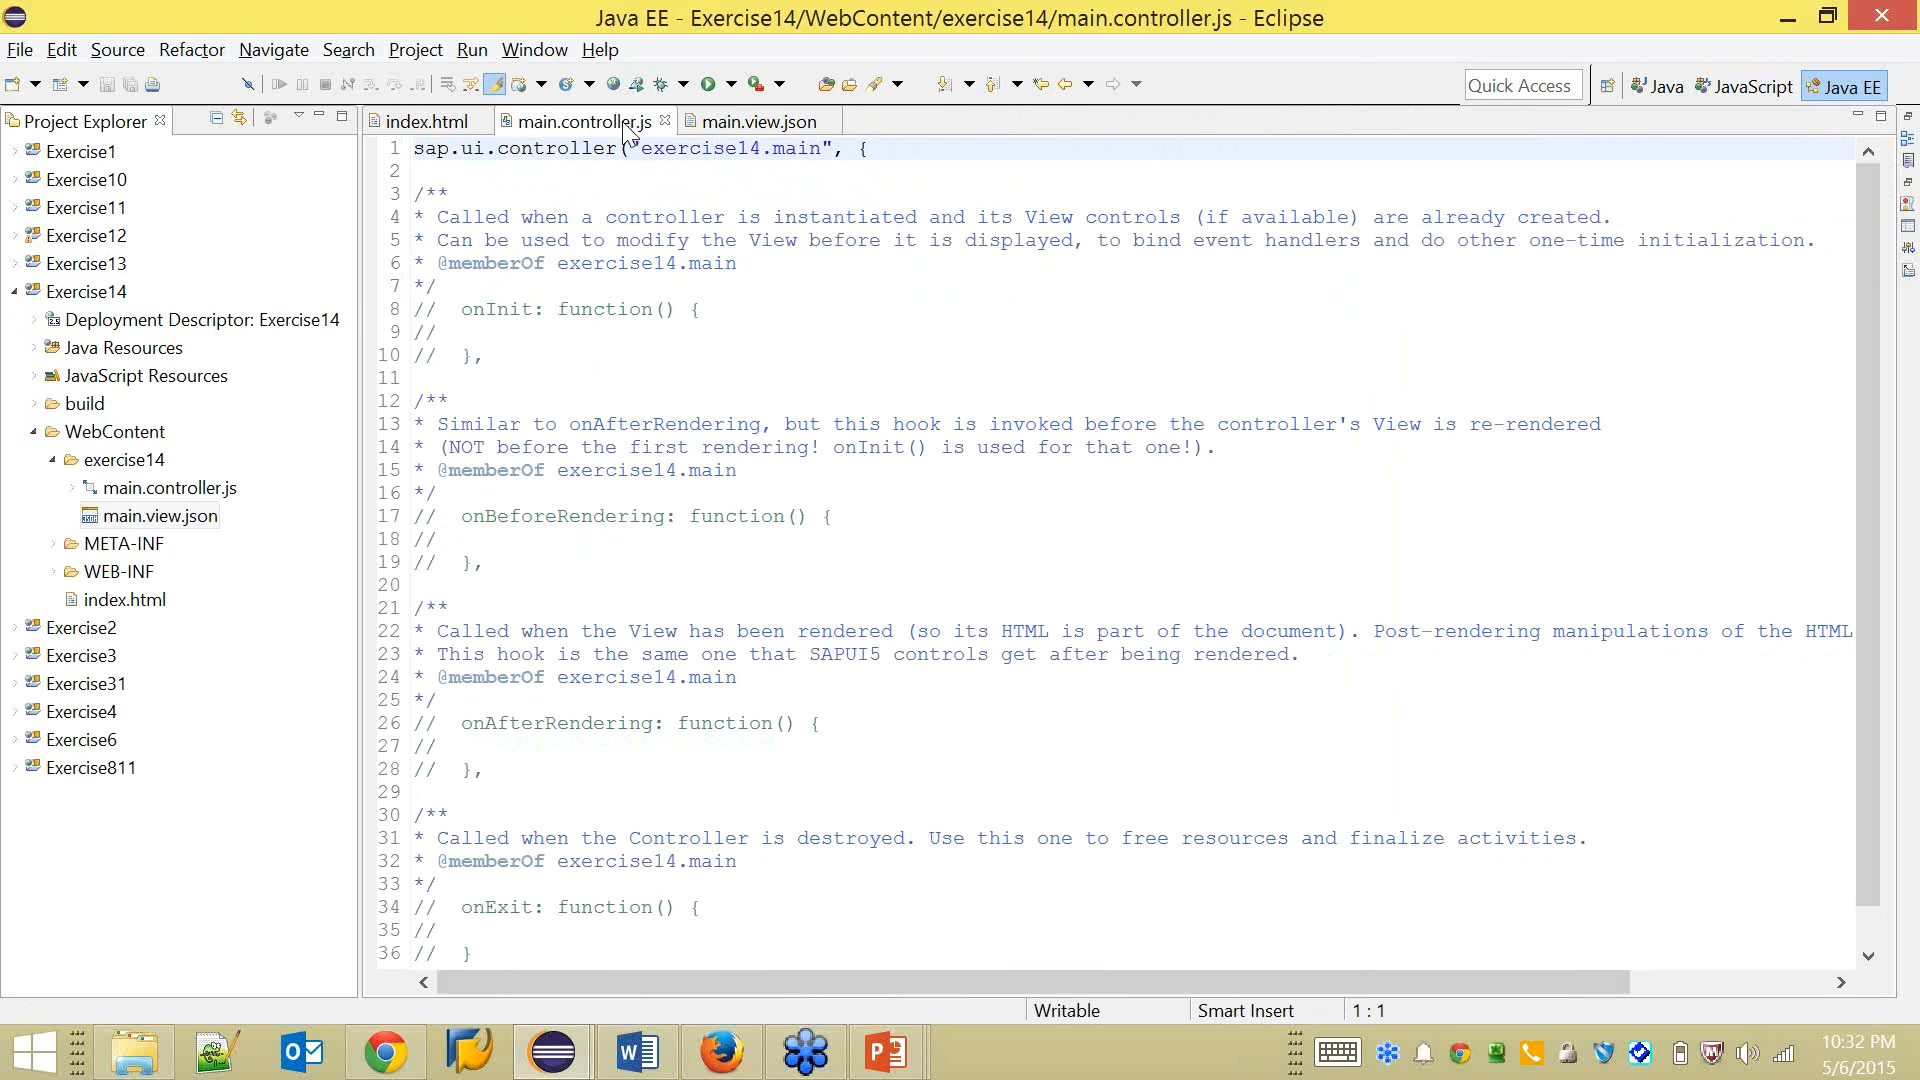 Java EE - Exercise14/WebContent/exercise14/main.controller.js - Eclipse
File Edit Source Refactor Navigate Search Project Run Window Help
Quick Access Java JavaScript Java EE
Project Explorer
index.html main.controller.js main.view.json
Exercise1
Exercise10
Exercise11
Exercise12
Exercise13
Exercise14
Deployment Descriptor: Exercise14
Java Resources
JavaScript Resources
build
WebContent
exercise14
main.controller.js
main.view.json
META-INF
WEB-INF
index.html
Exercise2
Exercise3
Exercise31
Exercise4
Exercise6
Exercise811
1 sap.ui.controller("exercise14.main", {
2
3 /**
4 * Called when a controller is instantiated and its View controls (if available) are already created.
5 * Can be used to modify the View before it is displayed, to bind event handlers and do other one-time initialization.
6 * @memberOf exercise14.main
7 */
8 // onInit: function() {
9 //
10 // },
11
12 /**
13 * Similar to onAfterRendering, but this hook is invoked before the controller's View is re-rendered
14 * (NOT before the first rendering! onInit() is used for that one!).
15 * @memberOf exercise14.main
16 */
17 // onBeforeRendering: function() {
18 //
19 // },
20
21 /**
22 * Called when the View has been rendered (so its HTML is part of the document). Post-rendering manipulations of the HTML
23 * This hook is the same one that SAPUI5 controls get after being rendered.
24 * @memberOf exercise14.main
25 */
26 // onAfterRendering: function() {
27 //
28 // },
29
30 /**
31 * Called when the Controller is destroyed. Use this one to free resources and finalize activities.
32 * @memberOf exercise14.main
33 */
34 // onExit: function() {
35 //
36 // }
Writable Smart Insert 1 : 1
10:32 PM
5/6/2015